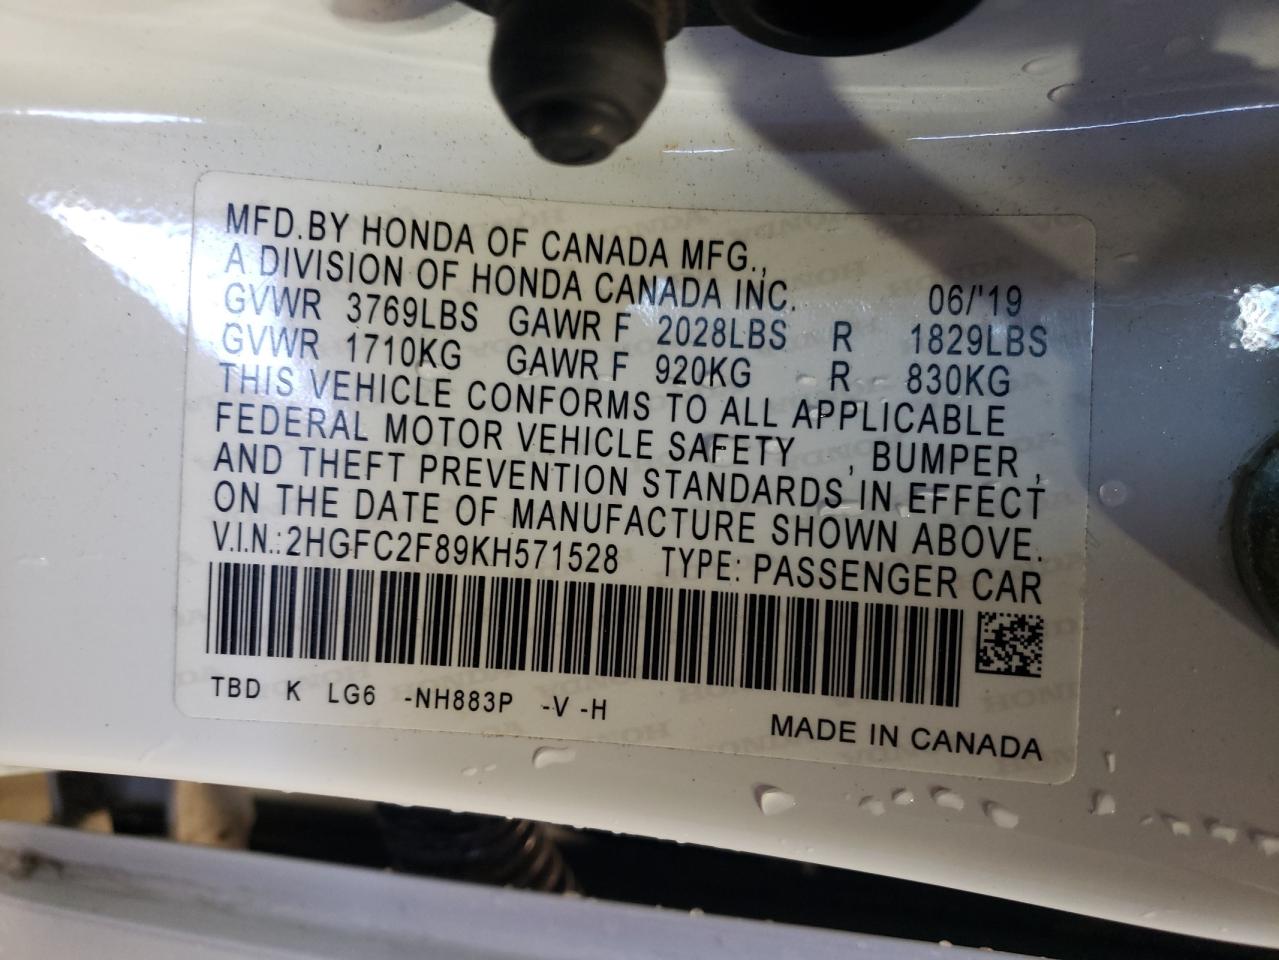 MFD.BY HONDA OF CANADA MFG.,
A DIVISION OF HONDA CANADA INC. 06/'19
GVWR 3769LBS GAWR F 2028LBS R 1829LBS
GVWR 1710KG GAWR F 920KG R 830KG
THIS VEHICLE CONFORMS TO ALL APPLICABLE
FEDERAL MOTOR VEHICLE SAFETY , BUMPER ,
AND THEFT PREVENTION STANDARDS IN EFFECT
ON THE DATE OF MANUFACTURE SHOWN ABOVE.
V.I.N.:2HGFC2F89KH571528 TYPE: PASSENGER CAR
TBD K LG6 -NH883P -V -H
MADE IN CANADA